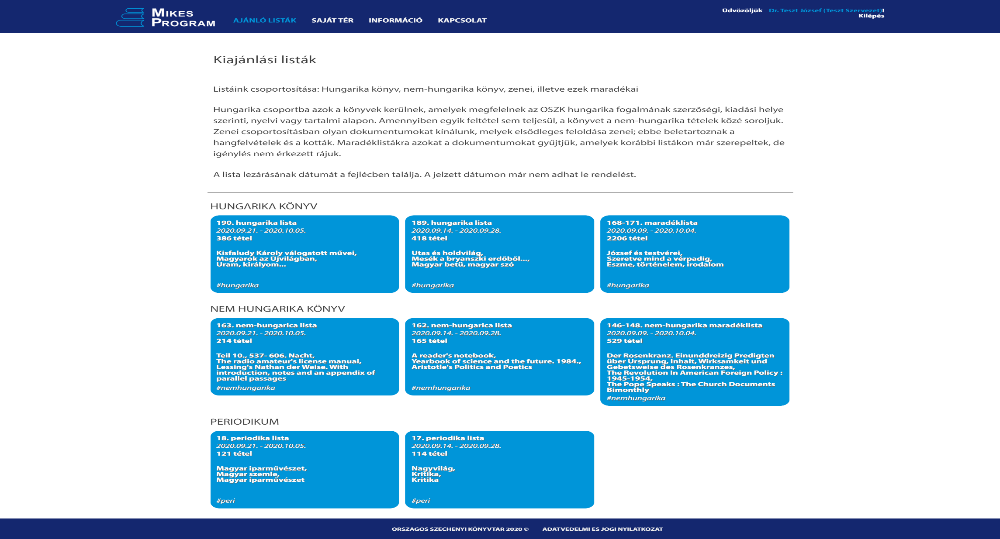 MIKES
PROGRAM
AJÁNLÓ LISTÁK SAJÁT TÉR INFORMÁCIÓ KAPCSOLAT
Üdvözöljük Dr. Teszt József (Teszt Szervezet)!
Kilépés
Kiajánlási listák
Listáink csoportosítása: Hungarika könyv, nem-hungarika könyv, zenei, illetve ezek maradékai
Hungarika csoportba azok a könyvek kerülnek, amelyek megfelelnek az OSZK hungarika fogalmának szerzőségi, kiadási helye
szerinti, nyelvi vagy tartalmi alapon. Amennyiben egyik feltétel sem teljesül, a könyvet a nem-hungarika tételek közé soroljuk.
Zenei csoportosításban olyan dokumentumokat kínálunk, melyek elsődleges feloldása zenei; ebbe beletartoznak a
hangfelvételek és a kották. Maradéklistákra azokat a dokumentumokat gyűjtjük, amelyek korábbi listákon már szerepeltek, de
igénylés nem érkezett rájuk.
A lista lezárásának dátumát a fejlécben találja. A jelzett dátumon már nem adhat le rendelést.
HUNGARIKA KÖNYV
190. hungarika lista
2020.09.21. - 2020.10.05.
386 tétel
Kisfaludy Károly válogatott művei,
Magyarok az Újvilágban,
Uram, királyom...
#hungarika
189. hungarika lista
2020.09.14. - 2020.09.28.
418 tétel
Utas és holdvilág,
Mesék a bryanszki erdőből...,
Magyar betü, magyar szó
#hungarika
168-171. maradéklista
2020.09.09. - 2020.10.04.
2206 tétel
József és testvérei,
Szeretve mind a vérpadig,
Eszme, történelem, irodalom
#hungarika
NEM HUNGARIKA KÖNYV
163. nem-hungarica lista
2020.09.21. - 2020.10.05.
214 tétel
Teil 10., 537- 606. Nacht,
The radio amateur's license manual,
Lessing's Nathan der Weise. With
introduction, notes and an appendix of
parallel passages
#nemhungarika
162. nem-hungarica lista
2020.09.14. - 2020.09.28.
165 tétel
A reader's notebook,
Yearbook of science and the future. 1984.,
Aristotle's Politics and Poetics
#nemhungarika
146-148. nem-hungarika maradéklista
2020.09.09. - 2020.10.04.
529 tétel
Der Rosenkranz. Einunddreizig Predigten
über Ursprung, Inhalt, Wirksamkeit und
Gebetsweise des Rosenkranzes,
The Revolution In American Foreign Policy :
1945-1954,
The Pope Speaks : The Church Documents
Bimonthly
#nemhungarika
PERIODIKUM
18. periodika lista
2020.09.21. - 2020.10.05.
121 tétel
Magyar iparművészet,
Magyar szemle,
Magyar iparművészet
#peri
17. periodika lista
2020.09.14. - 2020.09.28.
114 tétel
Nagyvilág,
Kritika,
Kritika
#peri
ORSZÁGOS SZÉCHÉNYI KÖNYVTÁR 2020 © ADATVÉDELMI ÉS JOGI NYILATKOZAT